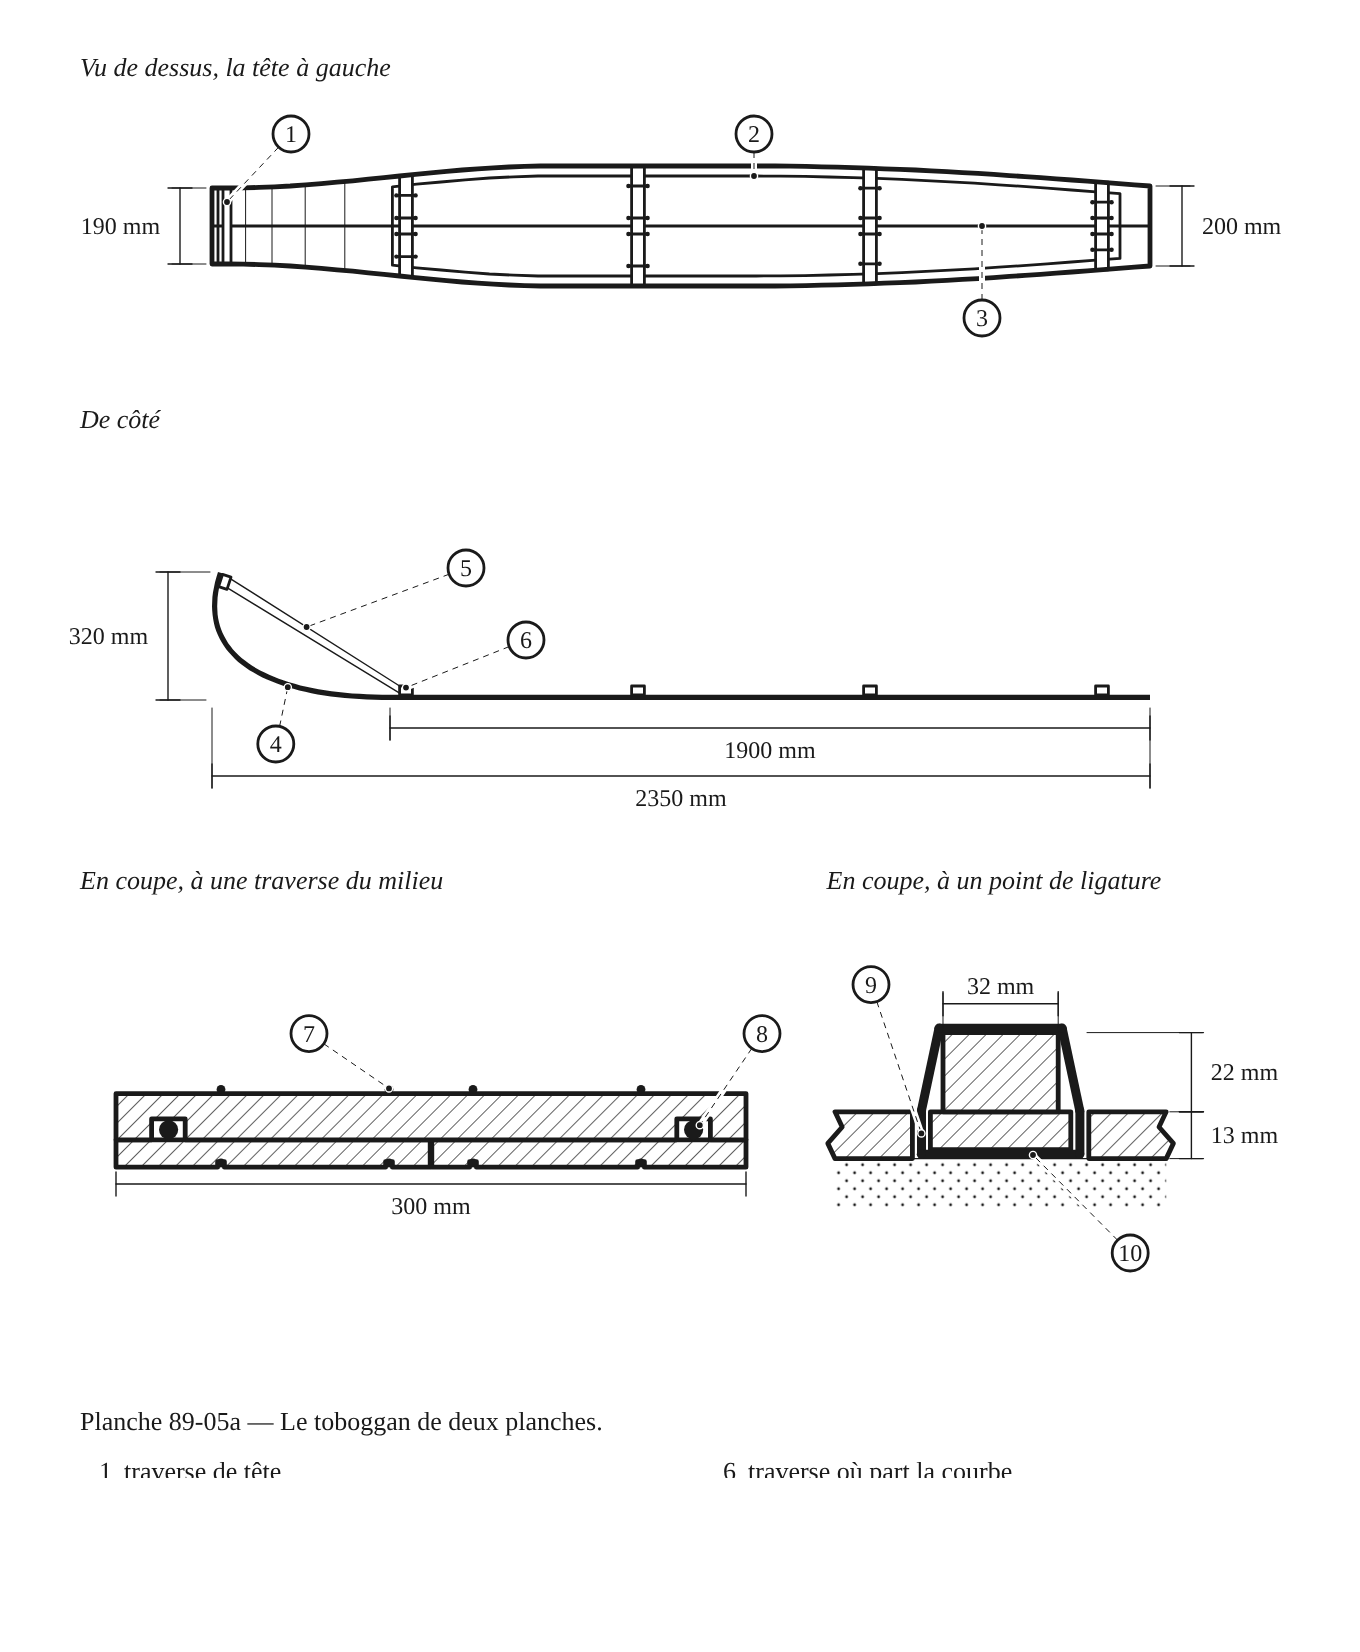 Vu de dessus, la tête à gauche
1
2
190 mm
200 mm
3
De côté
5
320 mm
6
4
1900 mm
2350 mm
En coupe, à une traverse du milieu
En coupe, à un point de ligature
9
32 mm
7
8
22 mm
13 mm
300 mm
10
Planche 89-05a — Le toboggan de deux planches.
1 traverse de tête
6 traverse où part la courbe